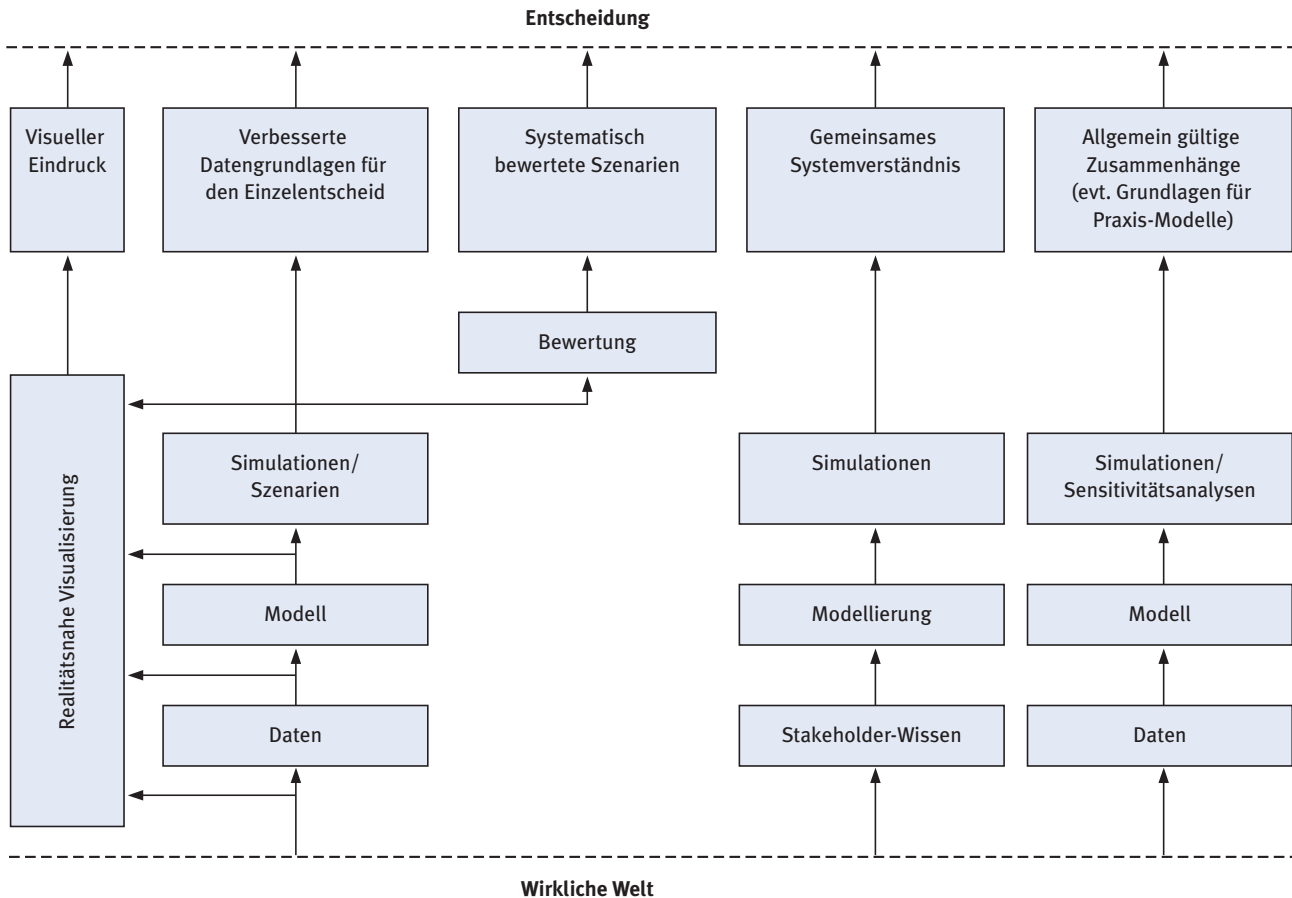 Entscheidung
Visueller
Eindruck
Verbesserte
Datengrundlagen für
den Einzelentscheid
Systematisch
bewertete Szenarien
Gemeinsames
Systemverständnis
Allgemein gültige
Zusammenhänge
(evt. Grundlagen für
Praxis-Modelle)
Bewertung
Realitätsnahe Visualisierung
Simulationen/
Szenarien
Simulationen
Simulationen/
Sensitivitätsanalysen
Modell
Modellierung
Modell
Daten
Stakeholder-Wissen
Daten
Wirkliche Welt